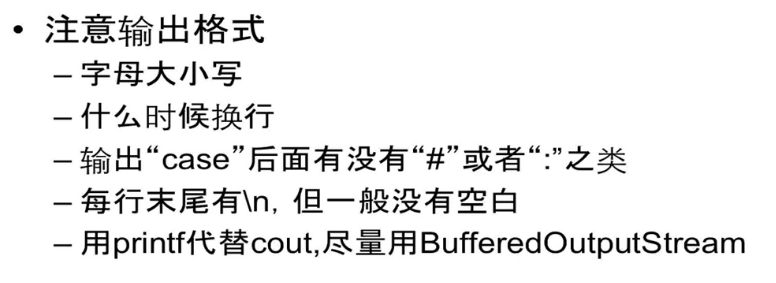 • 注意输出格式
– 字母大小写
– 什么时候换行
– 输出“case”后面有没有“#”或者“:”之类
– 每行末尾有\n, 但一般没有空白
– 用printf代替cout,尽量用BufferedOutputStream